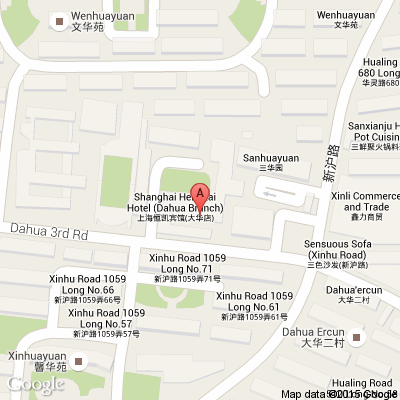 Wenhuayuan
文华苑
Wenhuayuan
文华苑
Hualing
680 Long
华灵路680
Sanxianju H
Pot Cuisin
三鲜聚火锅料
新沪路
Sanhuayuan
三华园
A
Shanghai He
ai
Hotel (Dahua Branch)
上海恒凯宾馆(大华店)
Xinli Commerce
and Trade
鑫力商贸
Dahua 3rd Rd
Sensuous Sofa
(Xinhu Road)
三色沙发(新沪路)
Xinhu Road 1059
Long No.71
新沪路1059弄71号
Xinhu Road 1059
Long No.66
新沪路1059弄66号
Xinhu Road 1059
Long No.61
新沪路1059弄61号
Dahua'ercun
大华二村
Xinhu Road 1059
Long No.57
新沪路1059弄57号
Dahua Ercun
大华二村
Xinhuayuan
馨华苑
Hualing Road
Google